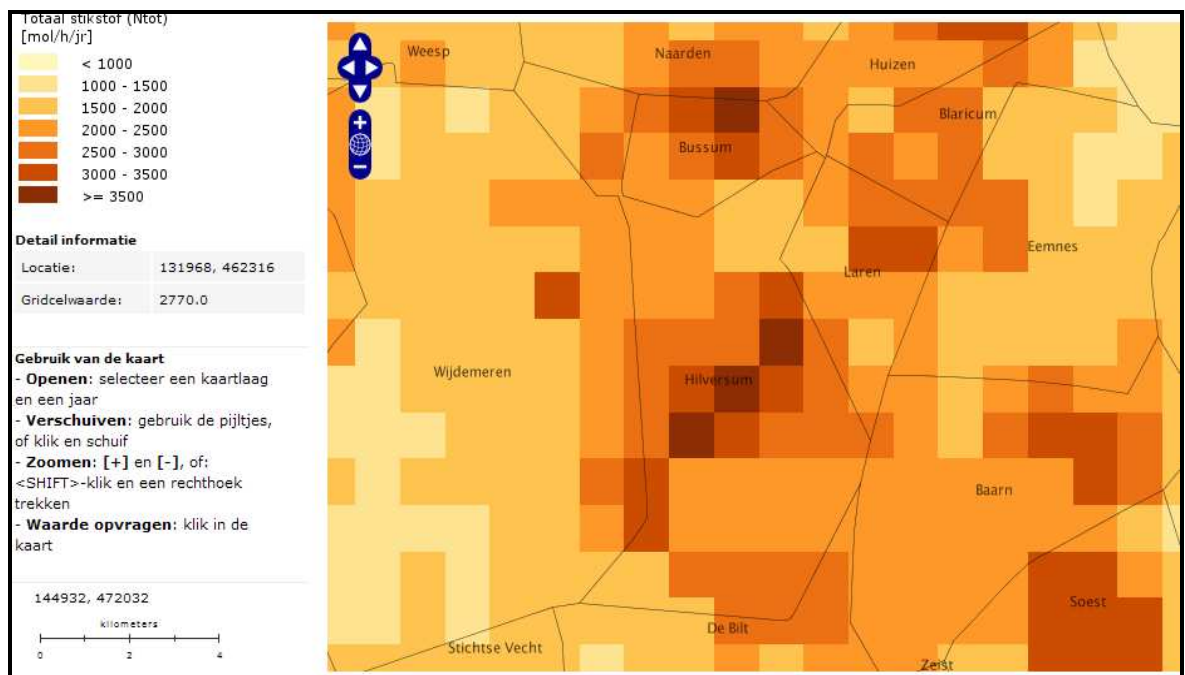 Totaal stikstof (Ntot)
[mol/h/jr]
< 1000
1000 - 1500
1500 - 2000
2000 - 2500
2500 - 3000
3000 - 3500
>= 3500
Detail informatie
Locatie: 131968, 462316
Gridcelwaarde: 2770.0
Gebruik van de kaart
- Openen: selecteer een kaartlaag
en een jaar
- Verschuiven: gebruik de pijltjes,
of klik en schuif
- Zoomen: [+] en [-], of:
<SHIFT>-klik en een rechthoek
trekken
- Waarde opvragen: klik in de
kaart
144932, 472032
kilometers
0 2 4
Weesp
Naarden
Huizen
Blaricum
Bussum
Eemnes
Laren
Wijdemeren
Hilversum
Baarn
Soest
De Bilt
Stichtse Vecht
Zeist